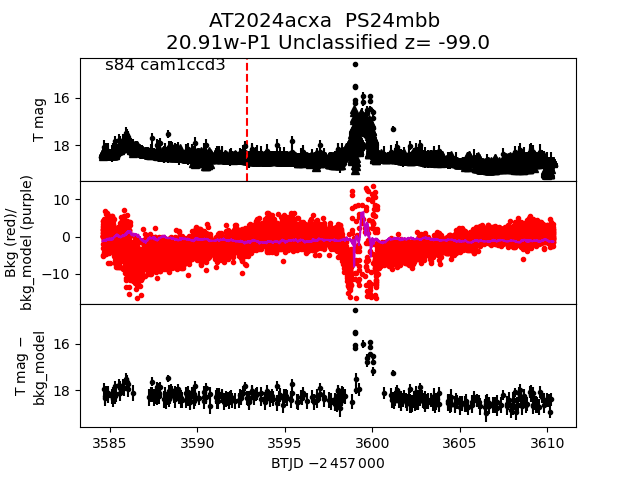 AT2024acxa  PS24mbb
20.91w-P1 Unclassified z= -99.0
s84 cam1ccd3
T mag
16
18
Bkg (red)/
bkg_model (purple)
10
0
−10
T mag −
bkg_model
16
18
3585
3590
3595
3600
3605
3610
BTJD −2 457 000